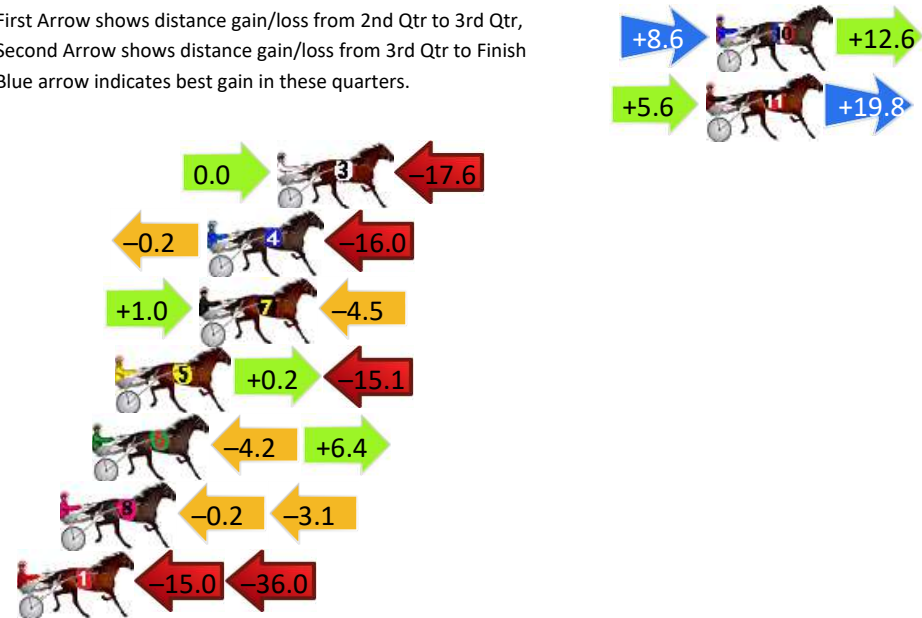 First Arrow shows distance gain/loss from 2nd Qtr to 3rd Qtr,
Second Arrow shows distance gain/loss from 3rd Qtr to Finish
Blue arrow indicates best gain in these quarters.
+8.6 10 +12.6
+5.6 11 +19.8
0.0 3 –17.6
–0.2 4 –16.0
+1.0 7 –4.5
5 +0.2 –15.1
6 –4.2 +6.4
8 –0.2 –3.1
1 –15.0 –36.0